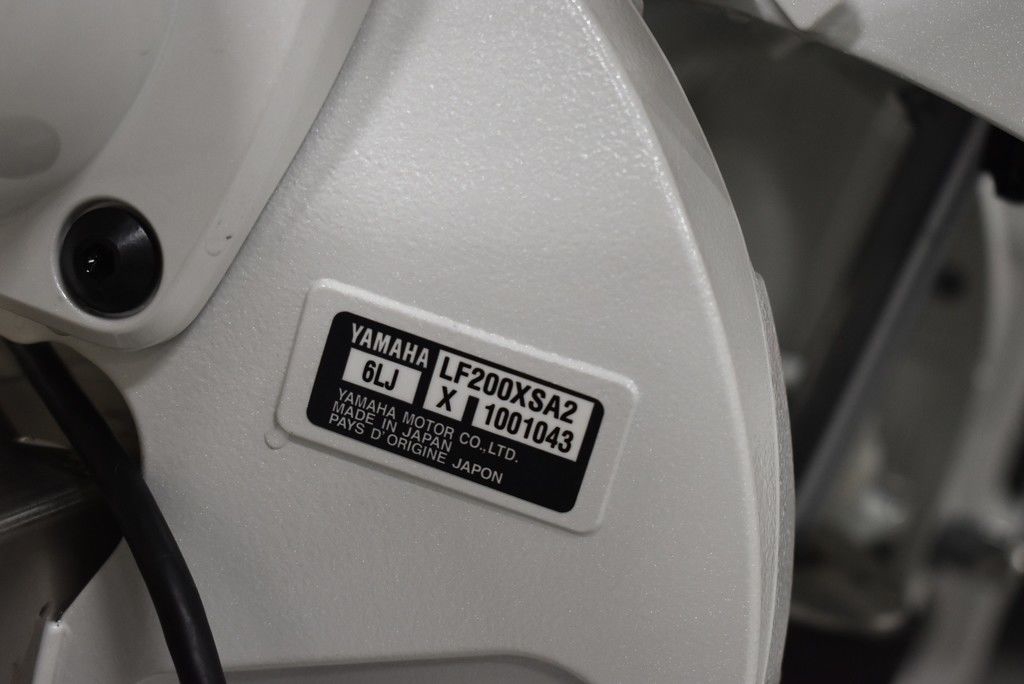 YAMAHA LF200XSA2
6LJ X 1001043
YAMAHA MOTOR CO.,LTD.
MADE IN JAPAN
PAYS D'ORIGINE JAPON